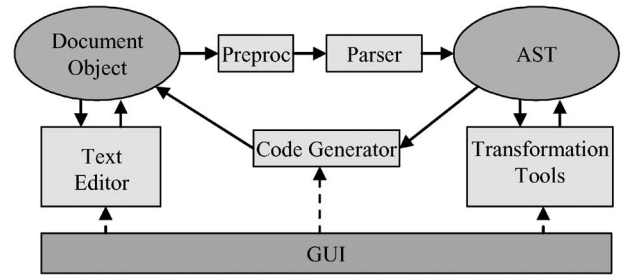 Document
Object
Preproc
Parser
AST
Text
Editor
Code Generator
Transformation
Tools
GUI